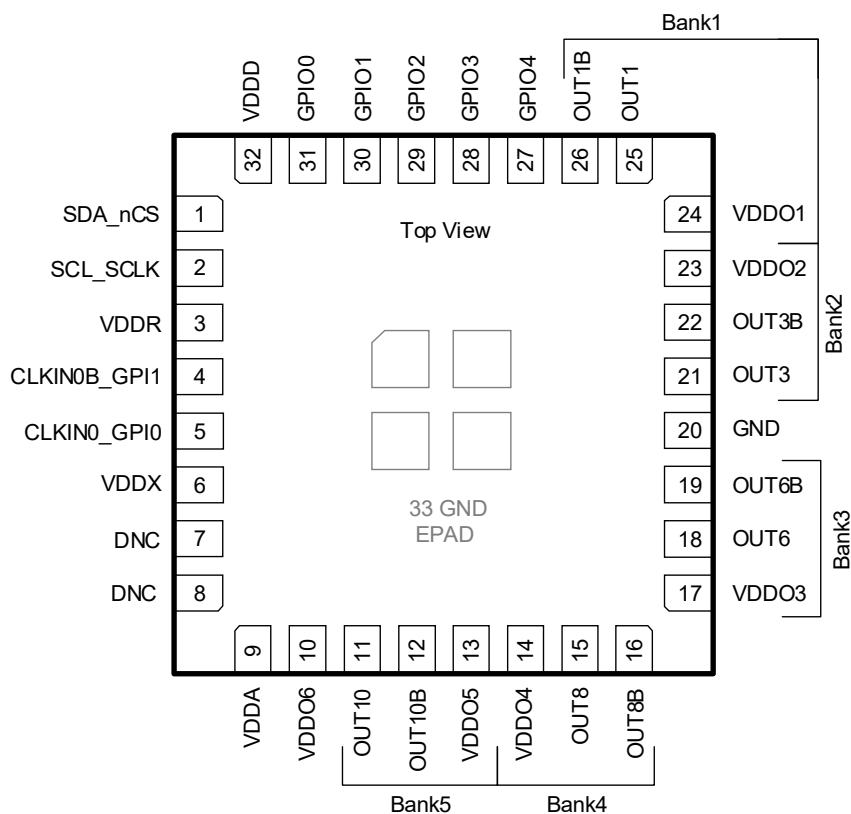 Bank1
VDDD
GPIO0
GPIO1
GPIO2
GPIO3
GPIO4
OUT1B
OUT1
32
31
30
29
28
27
26
25
SDA_nCS
1
Top View
24
VDDO1
SCL_SCLK
2
23
VDDO2
VDDR
3
22
OUT3B
Bank2
CLKIN0B_GPI1
4
21
OUT3
CLKIN0_GPI0
5
20
GND
VDDX
6
19
OUT6B
33 GND
EPAD
DNC
7
18
OUT6
Bank3
DNC
8
17
VDDO3
9
10
11
12
13
14
15
16
VDDA
VDDO6
OUT10
OUT10B
VDDO5
VDDO4
OUT8
OUT8B
Bank5
Bank4